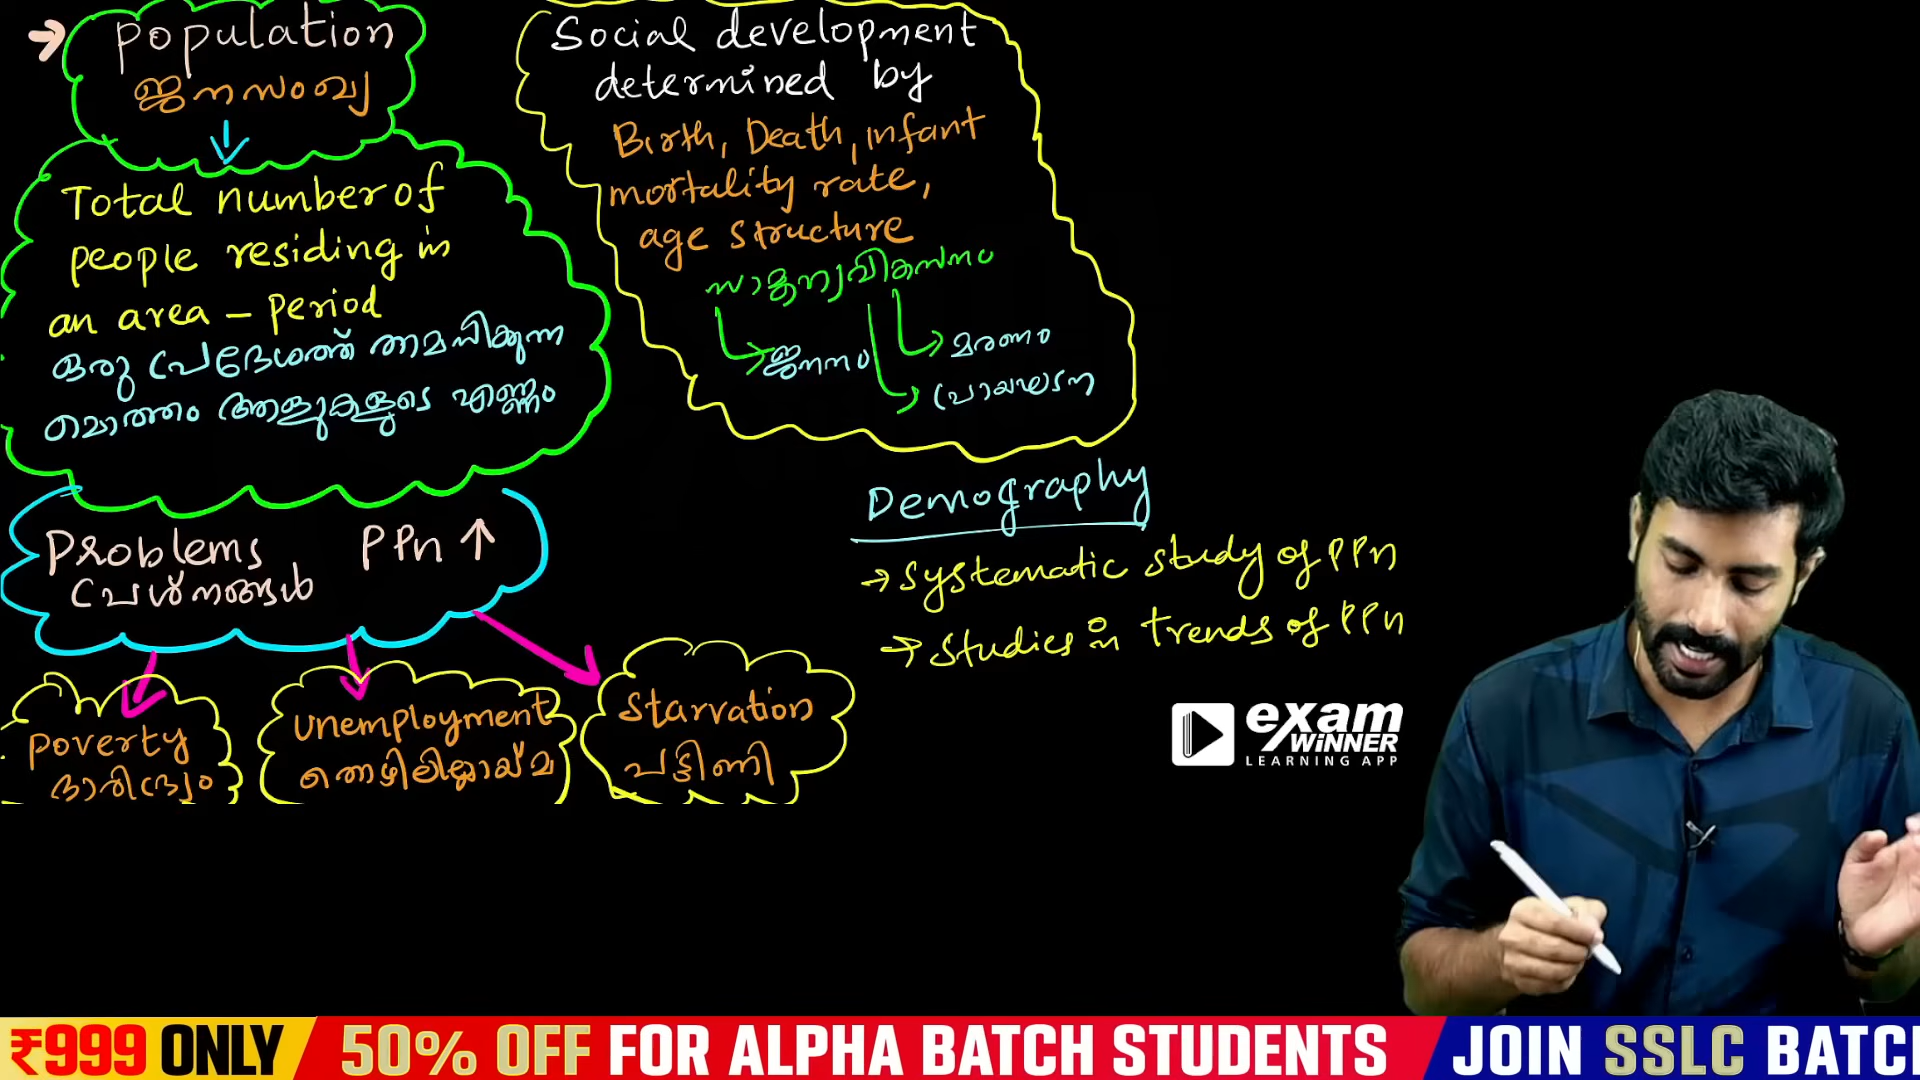 → Population
ജനസംഖ്യ
Total number of
people residing in
an area – period
ഒരു പ്രദേശത്ത് താമസിക്കുന്ന
മൊത്തം ആളുകളുടെ എണ്ണം
Problems PPn ↑
പ്രശ്നങ്ങൾ
Poverty
ദാരിദ്ര്യം
unemployment
തൊഴിലില്ലായ്മ
Starvation
പട്ടിണി
Social development
determined by
Birth, Death, infant
mortality rate,
age structure
ജനനം
മരണം
പ്രായഘടന
Demography
→ Systematic study of PPn
→ Studies in trends of PPn
exam
WiNNER
LEARNING APP
₹999 ONLY 50% OFF FOR ALPHA BATCH STUDENTS JOIN SSLC BATC